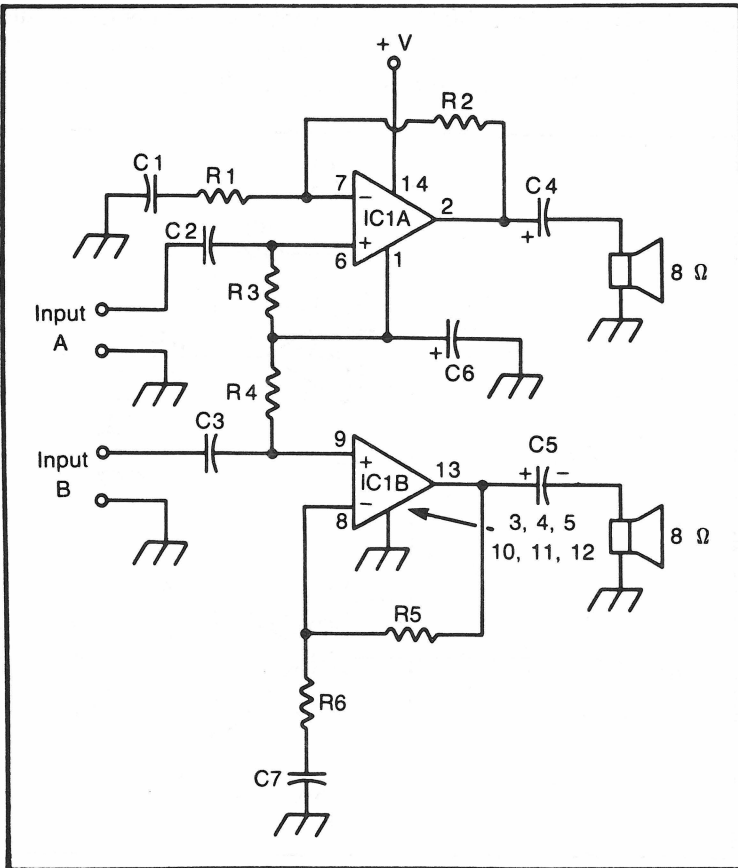 + V
R2
C1
R1
7
14
−
IC1A
2
C4
+
C2
+
6
1
8 Ω
R3
Input
A
+
C6
R4
C3
9
13
C5
Input
B
+
IC1B
−
+
−
8
3, 4, 5
10, 11, 12
8 Ω
R5
R6
C7